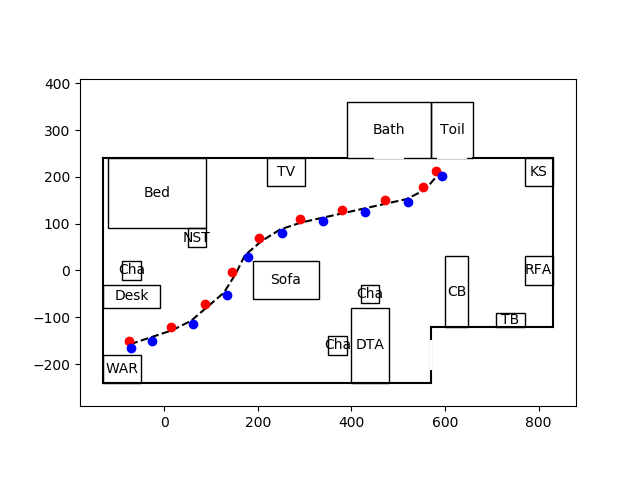 400
300
200
100
0
−100
−200
0
200
400
600
800
Bath
Toil
TV
KS
Bed
NST
Cha
Desk
Sofa
Cha
CB
RFA
TB
Cha
DTA
WAR